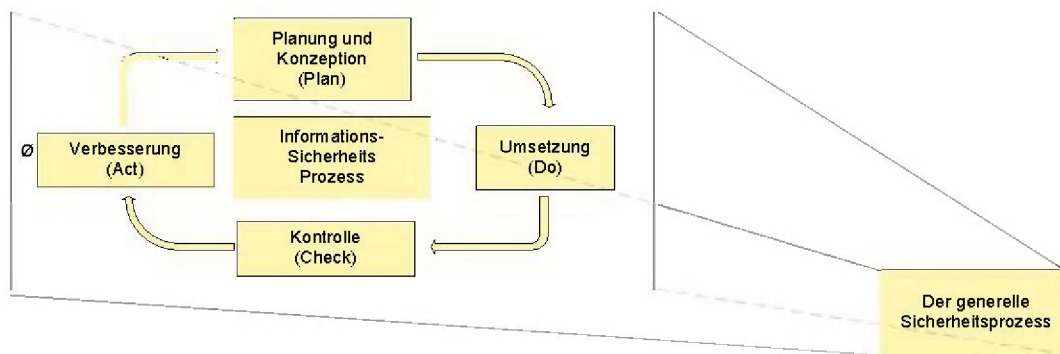 Planung und
Konzeption
(Plan)
Ø
Verbesserung
(Act)
Informations-
Sicherheits
Prozess
Umsetzung
(Do)
Kontrolle
(Check)
Der generelle
Sicherheitsprozess